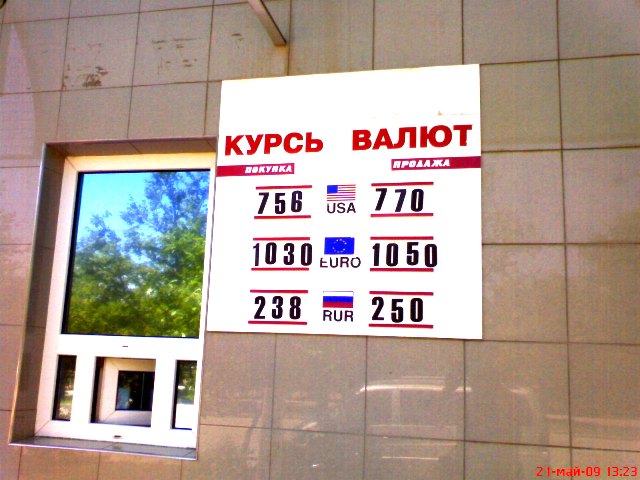 КУРСЬ ВАЛЮТ
ПОКУПКА ПРОДАЖА
756 USA 770
1030 EURO 1050
238 RUR 250
21-май-09 13:23